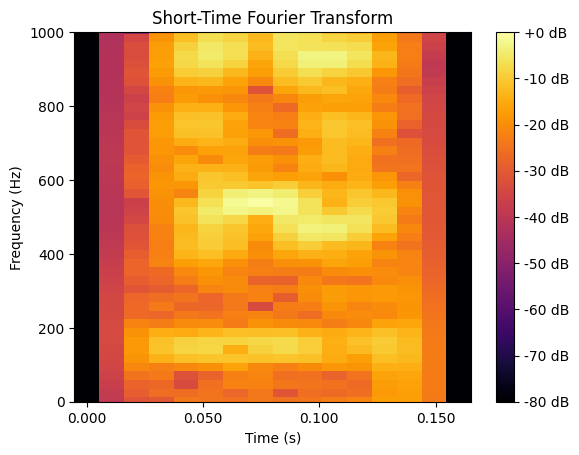 Short-Time Fourier Transform
1000
800
600
400
200
0
Frequency (Hz)
0.000
0.050
0.100
0.150
Time (s)
+0 dB
-10 dB
-20 dB
-30 dB
-40 dB
-50 dB
-60 dB
-70 dB
-80 dB